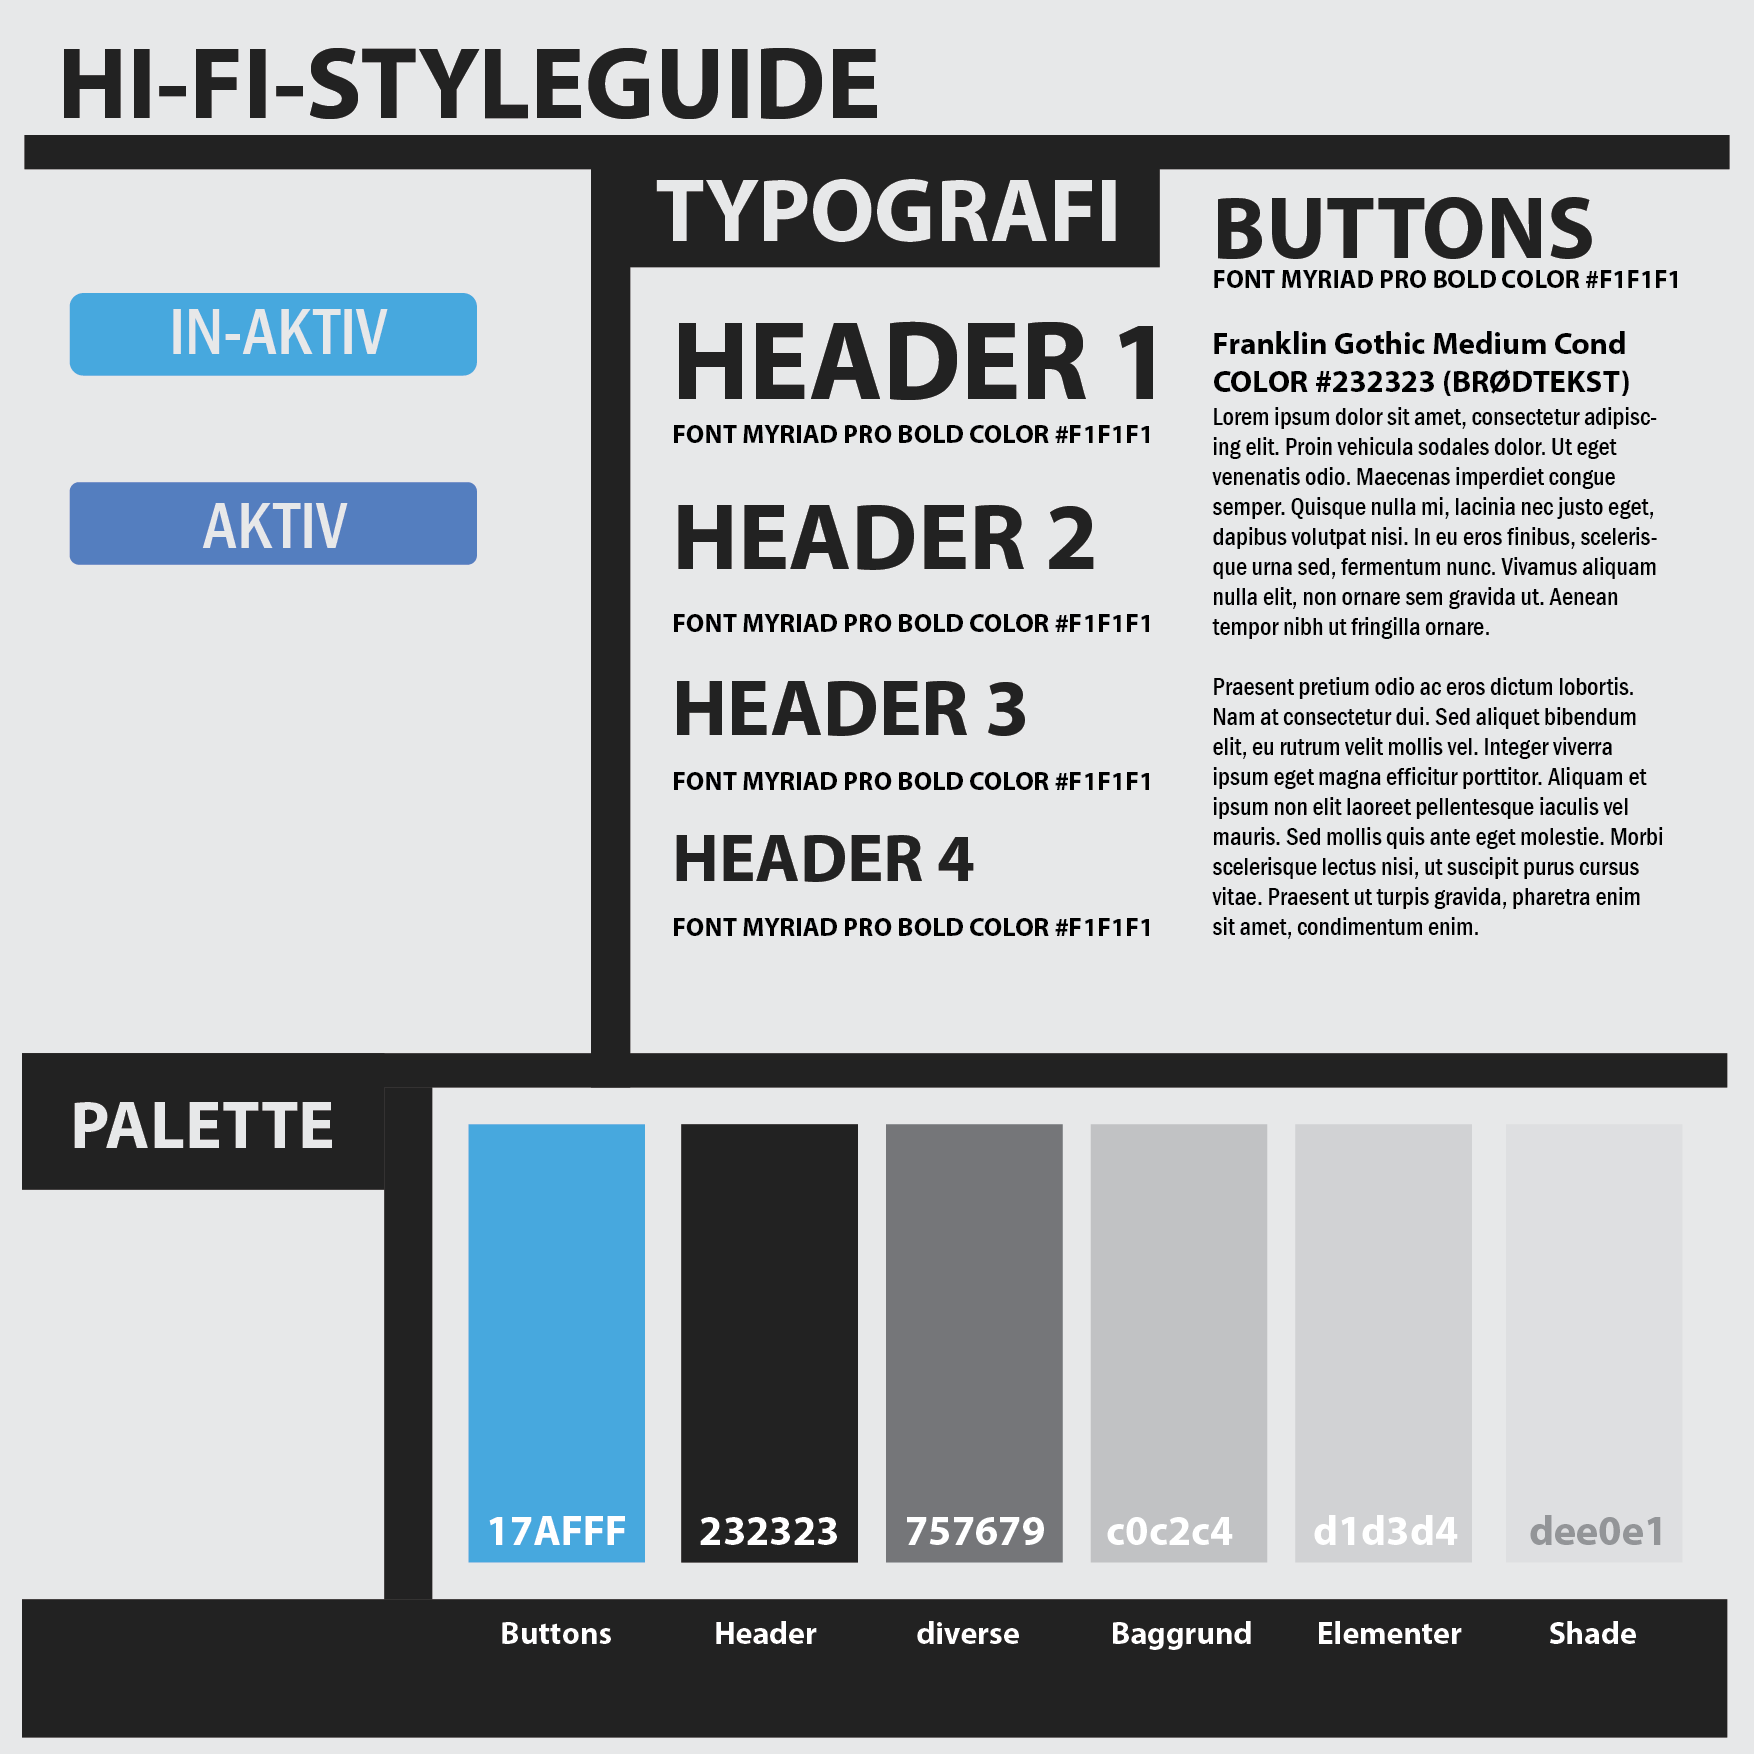 HI-FI-STYLEGUIDE
IN-AKTIV
AKTIV
TYPOGRAFI
HEADER 1
FONT MYRIAD PRO BOLD COLOR #F1F1F1
HEADER 2
FONT MYRIAD PRO BOLD COLOR #F1F1F1
HEADER 3
FONT MYRIAD PRO BOLD COLOR #F1F1F1
HEADER 4
FONT MYRIAD PRO BOLD COLOR #F1F1F1
BUTTONS
FONT MYRIAD PRO BOLD COLOR #F1F1F1
Franklin Gothic Medium Cond
COLOR #232323 (BRØDTEKST)
Lorem ipsum dolor sit amet, consectetur adipisc-
ing elit. Proin vehicula sodales dolor. Ut eget
venenatis odio. Maecenas imperdiet congue
semper. Quisque nulla mi, lacinia nec justo eget,
dapibus volutpat nisi. In eu eros finibus, sceleris-
que urna sed, fermentum nunc. Vivamus aliquam
nulla elit, non ornare sem gravida ut. Aenean
tempor nibh ut fringilla ornare.
Praesent pretium odio ac eros dictum lobortis.
Nam at consectetur dui. Sed aliquet bibendum
elit, eu rutrum velit mollis vel. Integer viverra
ipsum eget magna efficitur porttitor. Aliquam et
ipsum non elit laoreet pellentesque iaculis vel
mauris. Sed mollis quis ante eget molestie. Morbi
scelerisque lectus nisi, ut suscipit purus cursus
vitae. Praesent ut turpis gravida, pharetra enim
sit amet, condimentum enim.
PALETTE
17AFFF 232323 757679 c0c2c4 d1d3d4 dee0e1
Buttons Header diverse Baggrund Elementer Shade